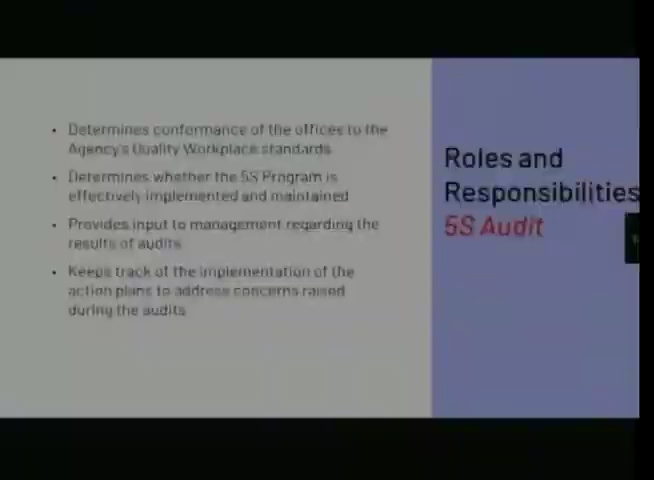 • Determines conformance of the offices to the
Agency's Quality Workplace standards
• Determines whether the 5S Program is
effectively implemented and maintained
• Provides input to management regarding the
results of audits
• Keeps track of the implementation of the
action plans to address concerns raised
during the audits
Roles and
Responsibilities
5S Audit